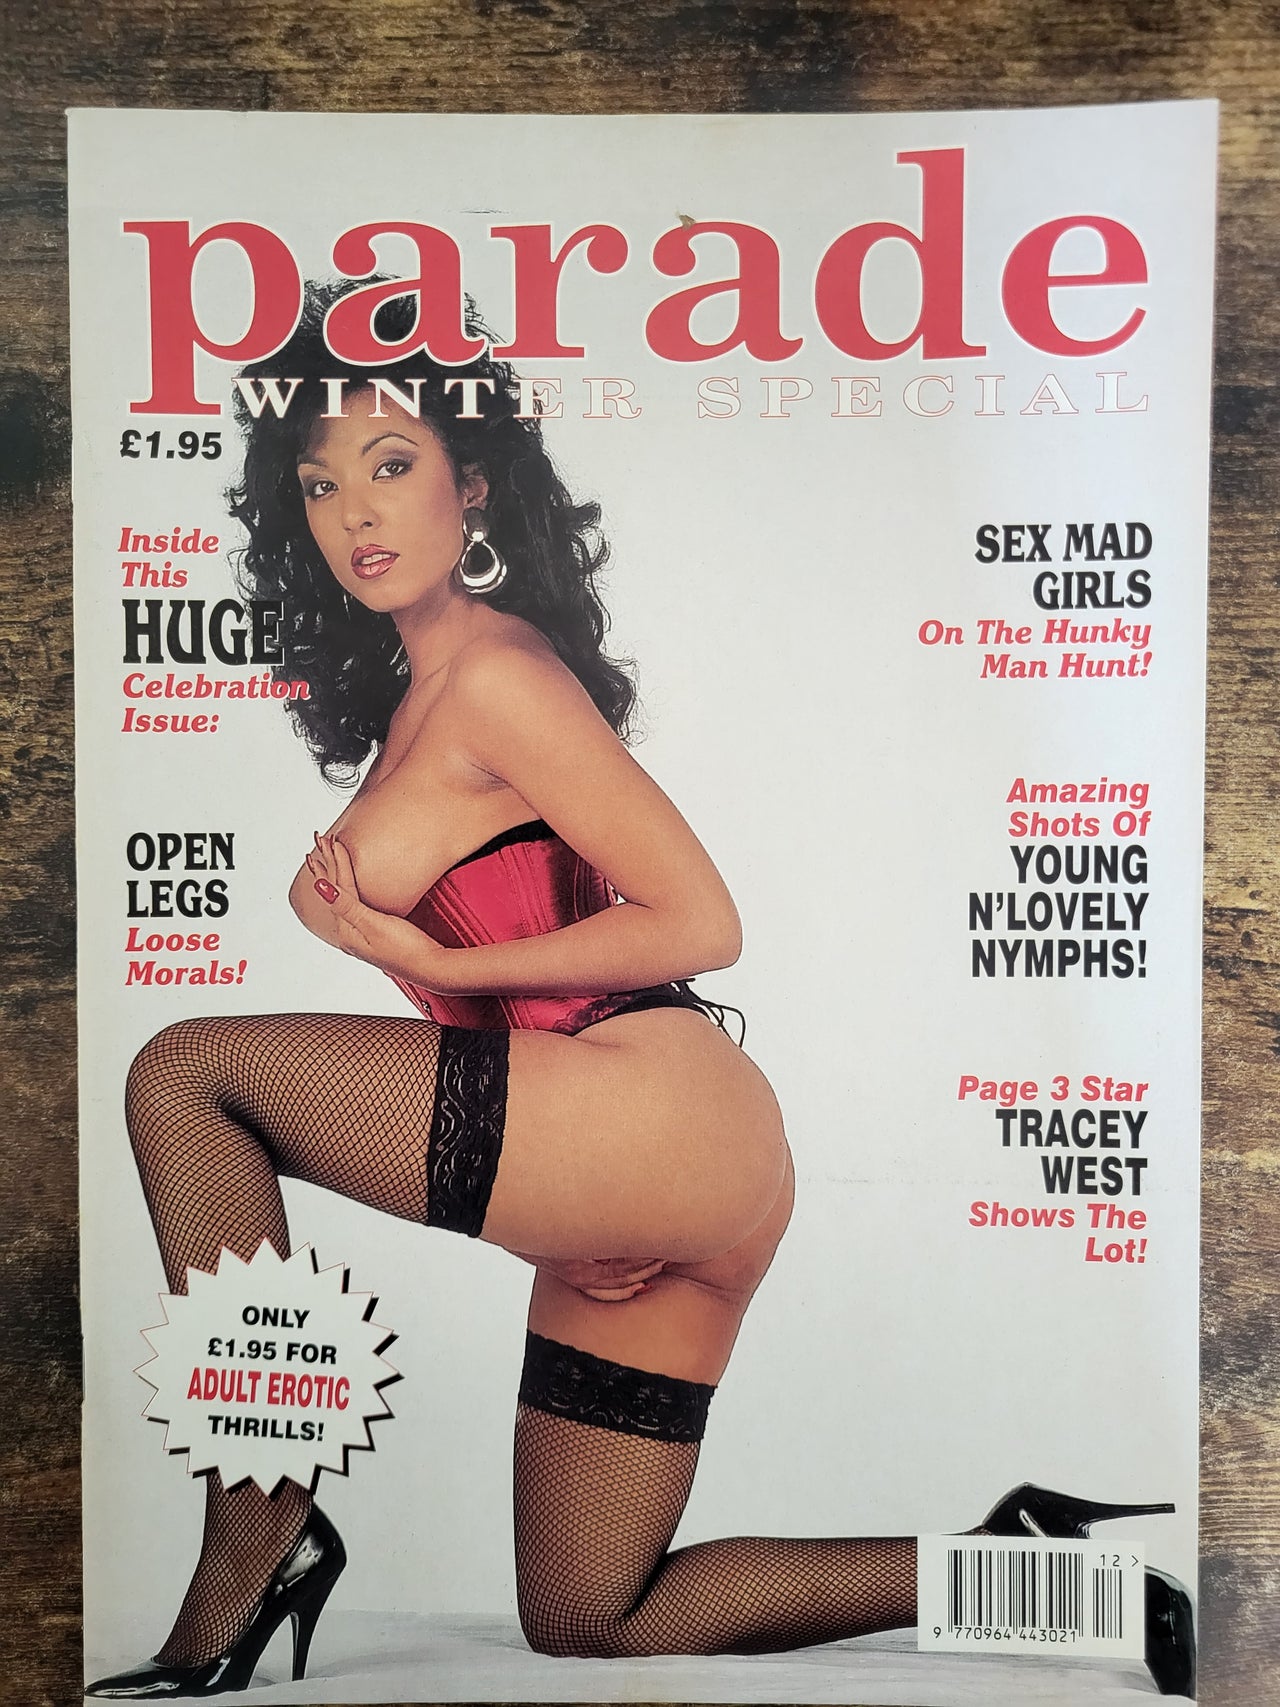 parade
WINTER SPECIAL
£1.95
Inside
This
HUGE
Celebration
Issue:
OPEN
LEGS
Loose
Morals!
SEX MAD
GIRLS
On The Hunky
Man Hunt!
Amazing
Shots Of
YOUNG
N'LOVELY
NYMPHS!
Page 3 Star
TRACEY
WEST
Shows The
Lot!
ONLY
£1.95 FOR
ADULT EROTIC
THRILLS!
12 >
9 770964 443021